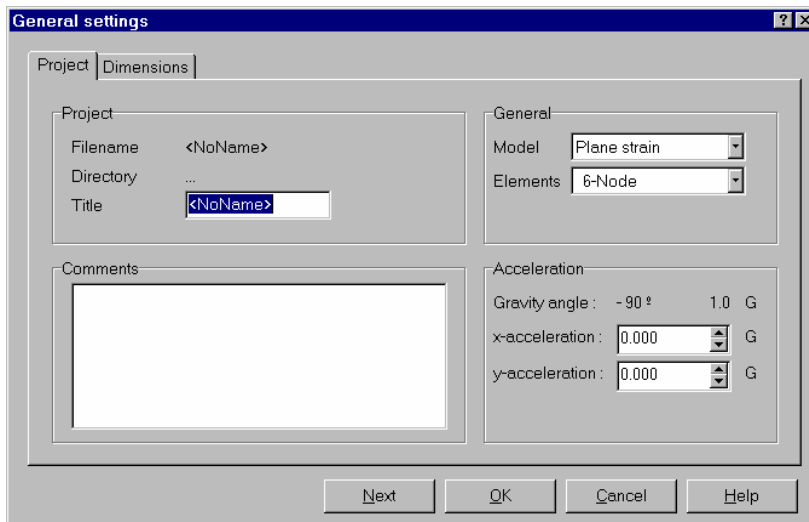 General settings
Project Dimensions
Project
Filename <NoName>
Directory ...
Title <NoName>
General
Model Plane strain
Elements 6-Node
Comments
Acceleration
Gravity angle : - 90 º 1.0 G
x-acceleration : 0.000 G
y-acceleration : 0.000 G
Next OK Cancel Help